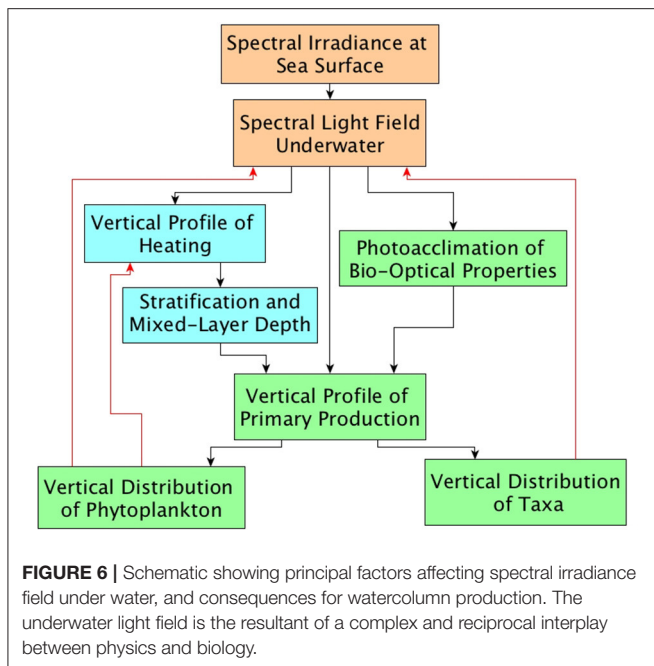 Spectral Irradiance at
Sea Surface
Spectral Light Field
Underwater
Vertical Profile of
Heating
Photoacclimation of
Bio-Optical Properties
Stratification and
Mixed-Layer Depth
Vertical Profile of
Primary Production
Vertical Distribution
of Phytoplankton
Vertical Distribution
of Taxa
FIGURE 6 | Schematic showing principal factors affecting spectral irradiance
field under water, and consequences for watercolumn production. The
underwater light field is the resultant of a complex and reciprocal interplay
between physics and biology.